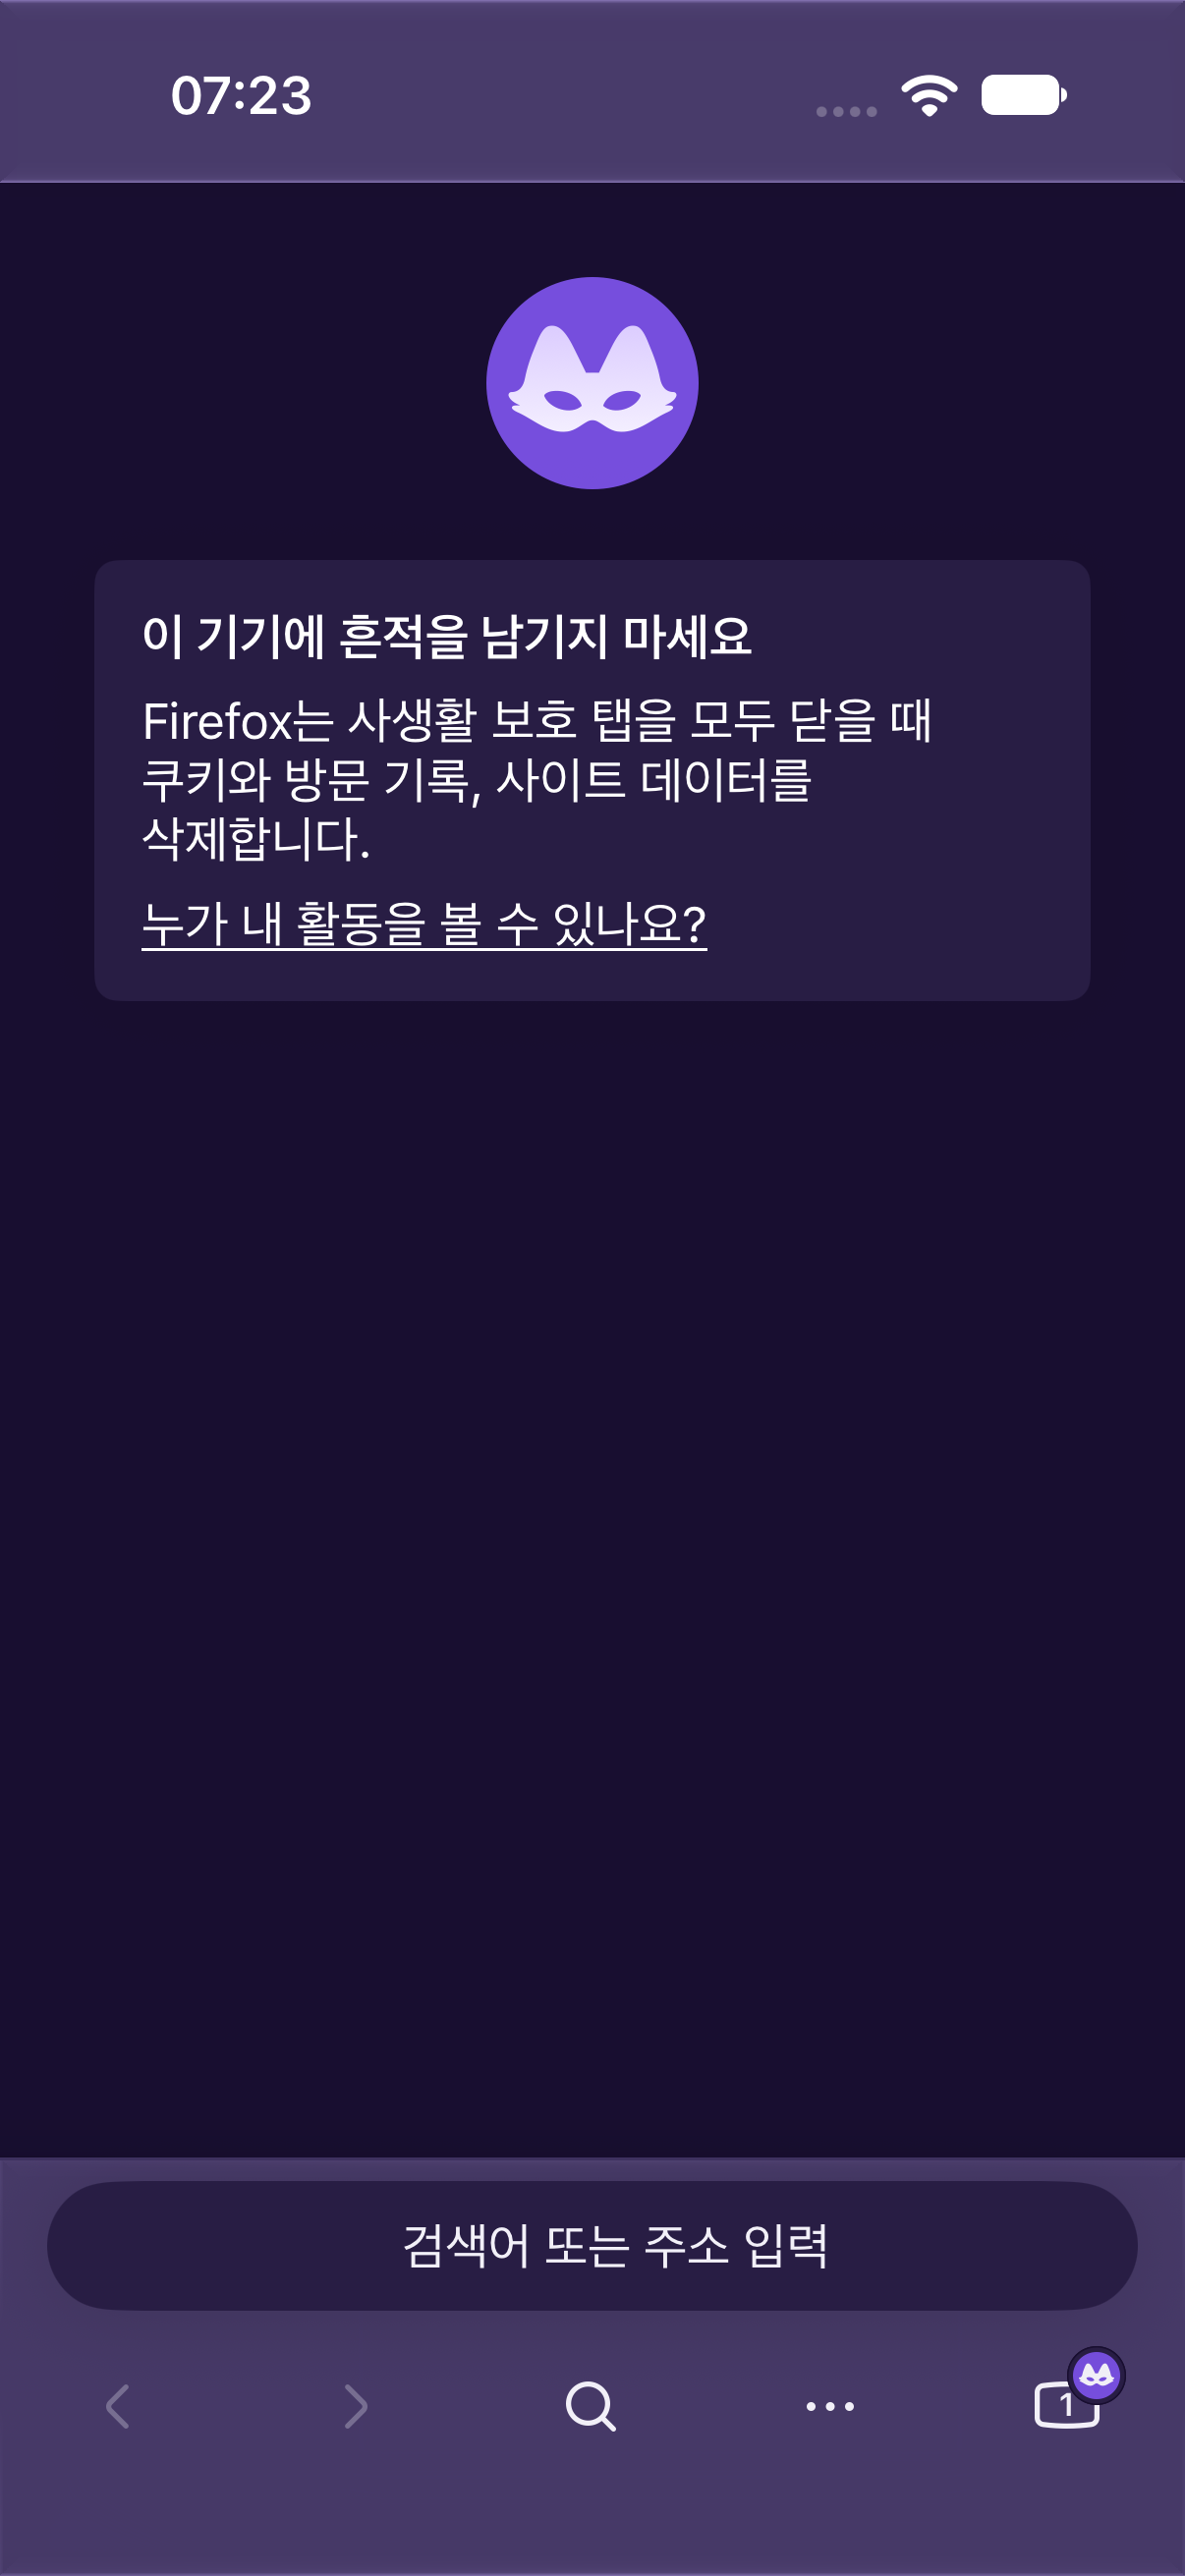 07:23
이 기기에 흔적을 남기지 마세요
Firefox는 사생활 보호 탭을 모두 닫을 때
쿠키와 방문 기록, 사이트 데이터를
삭제합니다.
누가 내 활동을 볼 수 있나요?
검색어 또는 주소 입력
1